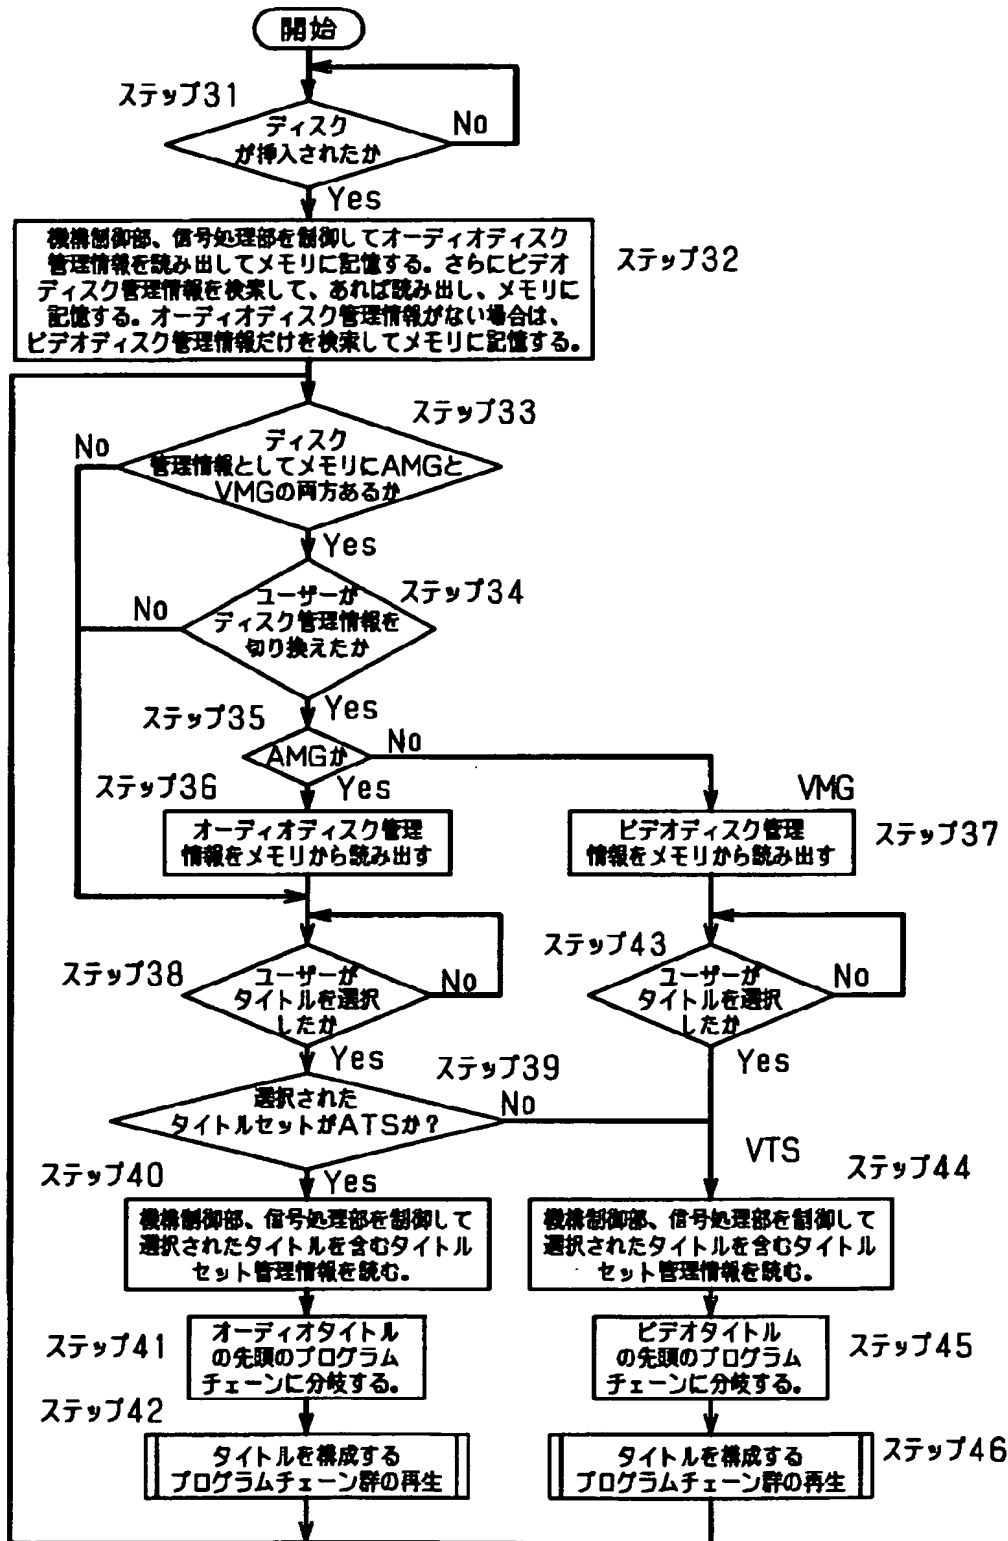 開始
ステップ31
ディスク
が挿入されたか
No
Yes
機構制御部、信号処理部を制御してオーディオディスク
管理情報を読み出してメモリに記憶する。さらにビデオ
ディスク管理情報を検索して、あれば読み出し、メモリに
記憶する。オーディオディスク管理情報がない場合は、
ビデオディスク管理情報だけを検索してメモリに記憶する。
ステップ32
ステップ33
No
ディスク
管理情報としてメモリにAMGと
VMGの両方あるか
Yes
ステップ34
No
ユーザーが
ディスク管理情報を
切り換えたか
Yes
ステップ35
AMGか
No
ステップ36
Yes
VMG
オーディオディスク管理
情報をメモリから読み出す
ビデオディスク管理
情報をメモリから読み出す
ステップ37
ステップ38
ユーザーが
タイトルを選択
したか
No
Yes
ステップ43
ユーザーが
タイトルを選択
したか
No
Yes
ステップ39
選択された
タイトルセットがATSか?
No
VTS
ステップ40
Yes
ステップ44
機構制御部、信号処理部を制御して
選択されたタイトルを含むタイトル
セット管理情報を読む。
機構制御部、信号処理部を制御して
選択されたタイトルを含むタイトル
セット管理情報を読む。
ステップ41
オーディオタイトル
の先頭のプログラム
チェーンに分岐する。
ビデオタイトル
の先頭のプログラム
チェーンに分岐する。
ステップ45
ステップ42
タイトルを構成する
プログラムチェーン群の再生
タイトルを構成する
プログラムチェーン群の再生
ステップ46